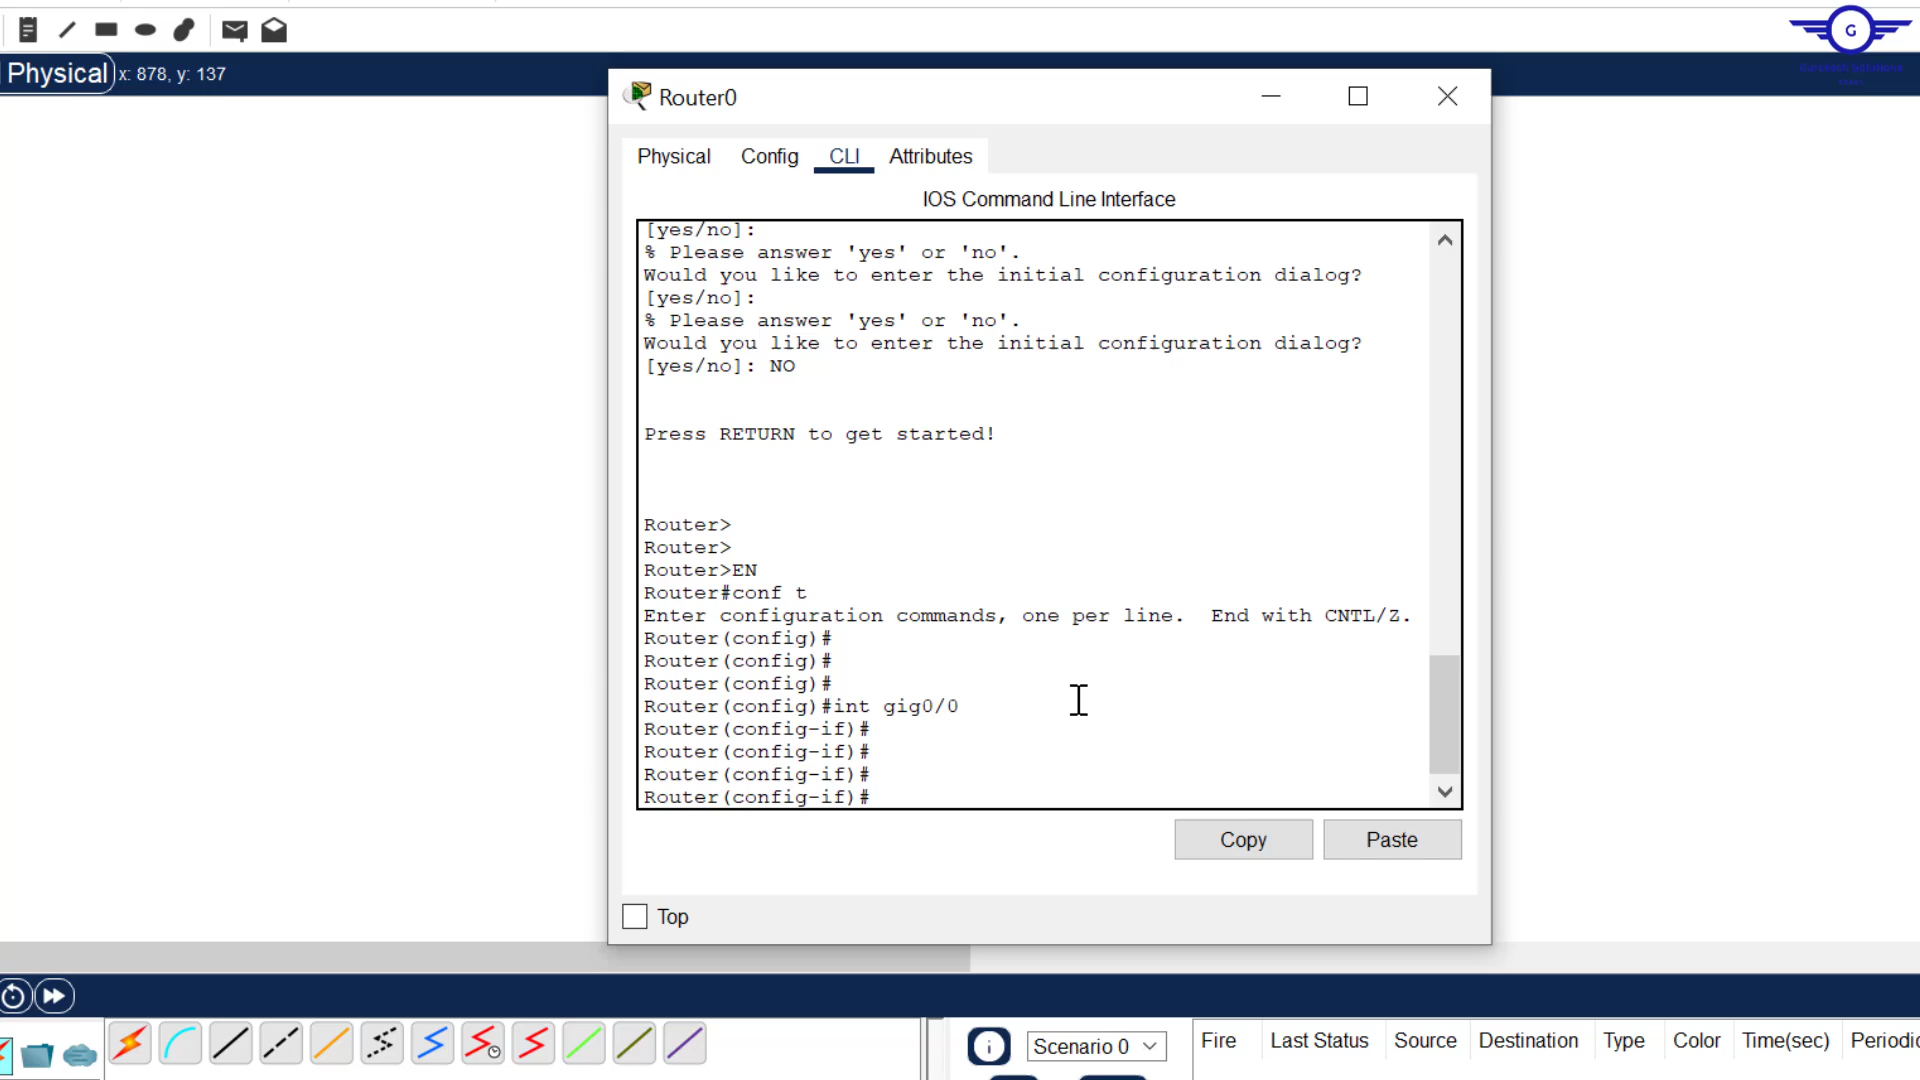 G
Physical x: 878, y: 137
Router0
Physical Config CLI Attributes
IOS Command Line Interface
[yes/no]:
% Please answer 'yes' or 'no'.
Would you like to enter the initial configuration dialog?
[yes/no]:
% Please answer 'yes' or 'no'.
Would you like to enter the initial configuration dialog?
[yes/no]: NO
Press RETURN to get started!
Router>
Router>
Router>EN
Router#conf t
Enter configuration commands, one per line.  End with CNTL/Z.
Router(config)#
Router(config)#
Router(config)#
Router(config)#int gig0/0
Router(config-if)#
Router(config-if)#
Router(config-if)#
Router(config-if)#
Copy Paste
Top
Scenario 0 Fire Last Status Source Destination Type Color Time(sec) Periodic